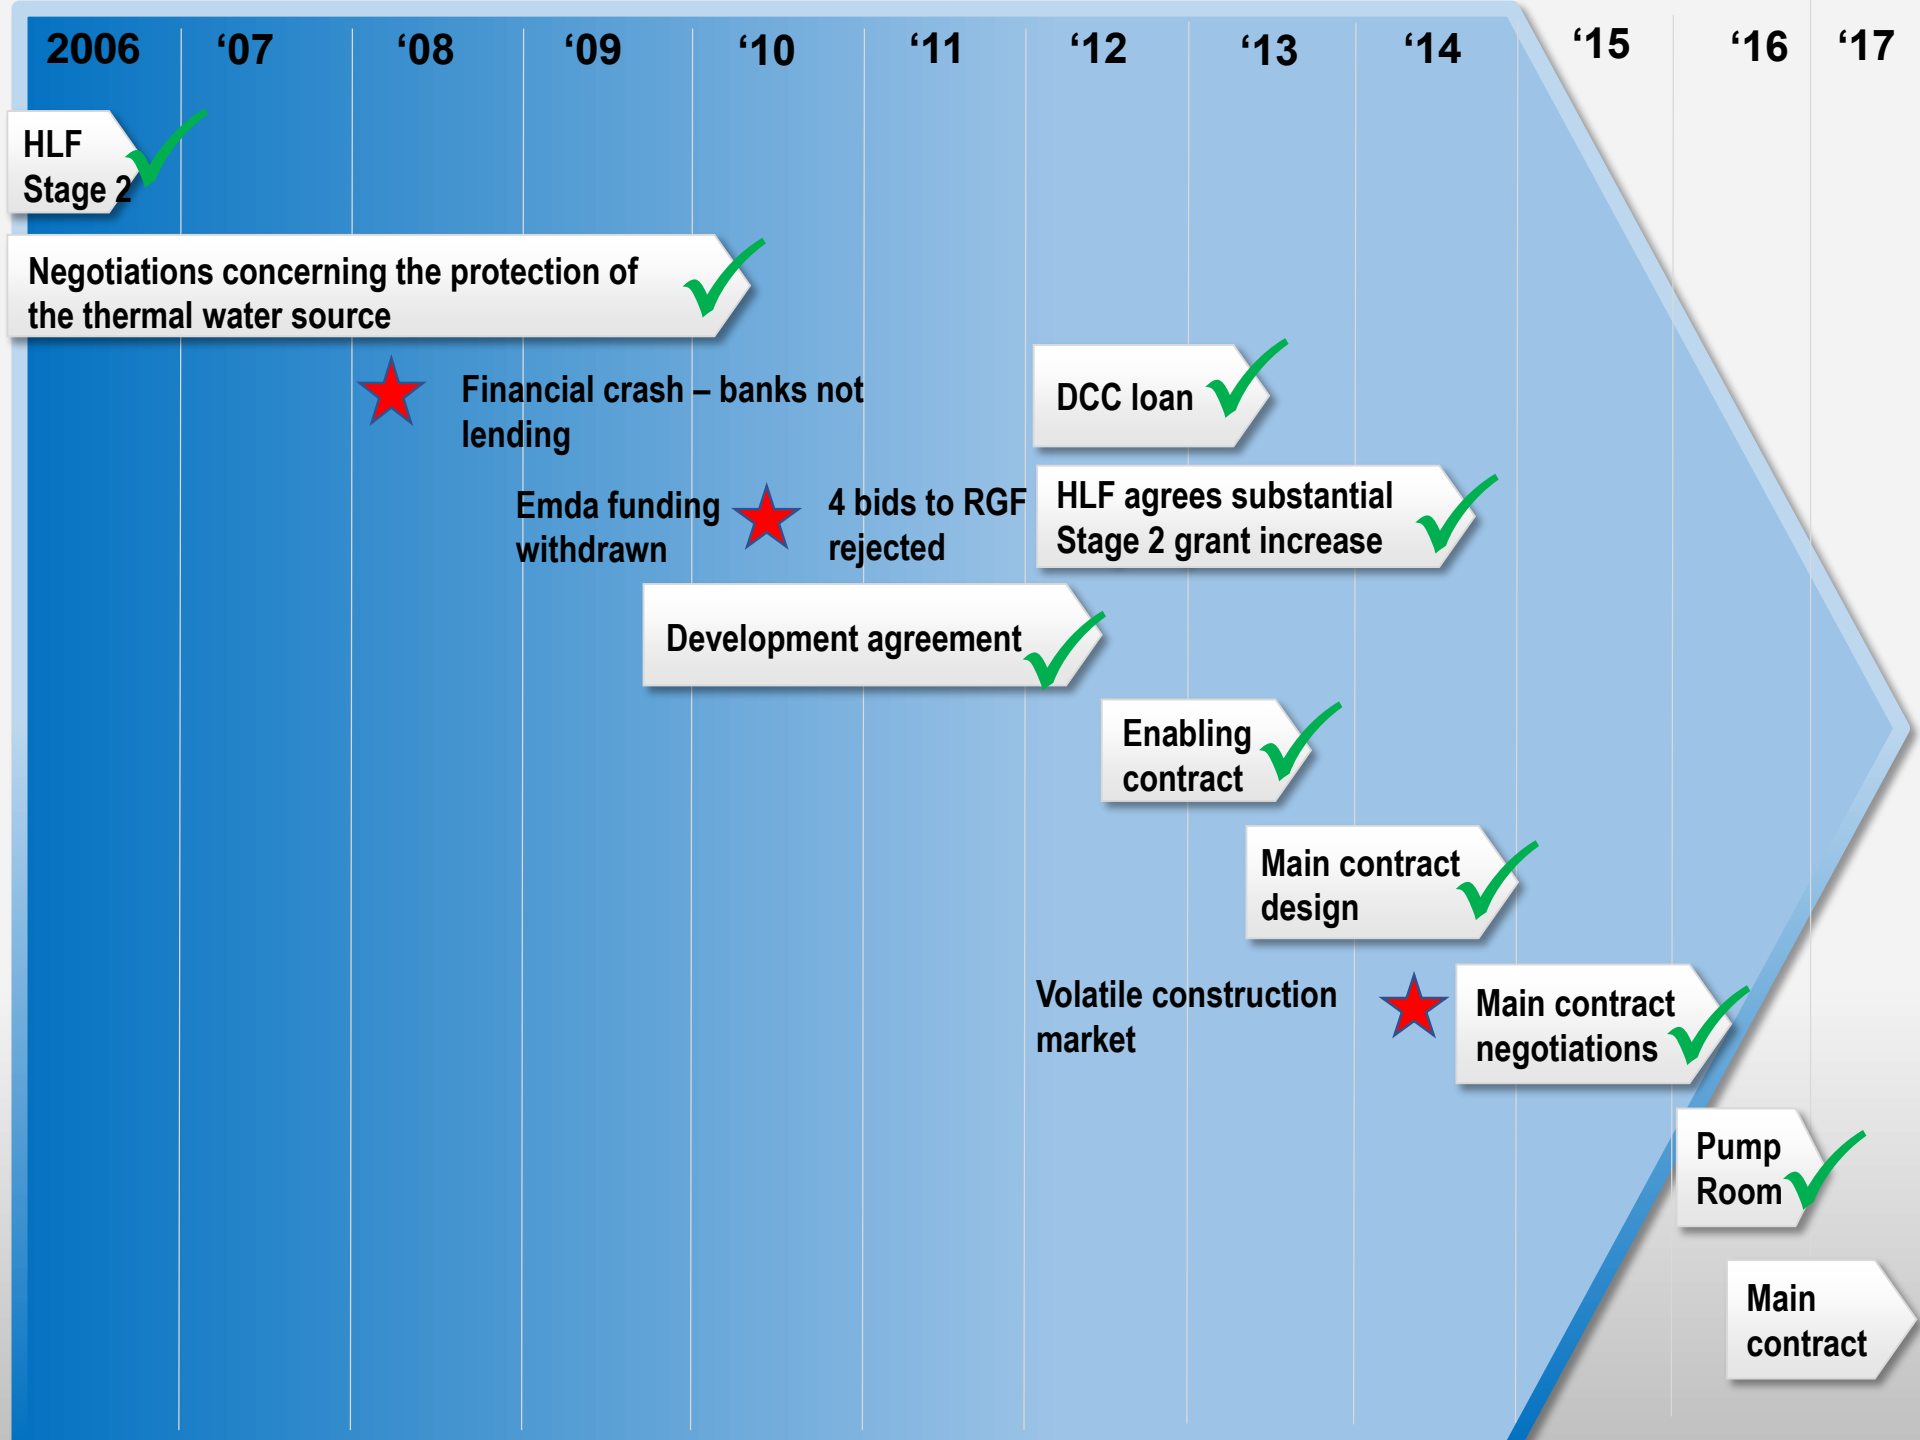 2006 ‘07 ‘08 ‘09 ‘10 ‘11 ‘12 ‘13 ‘14 ‘15 ‘16 ‘17
HLF
Stage 2
Negotiations concerning the protection of
the thermal water source
Financial crash – banks not
lending
DCC loan
Emda funding
withdrawn
4 bids to RGF
rejected
HLF agrees substantial
Stage 2 grant increase
Development agreement
Enabling
contract
Main contract
design
Volatile construction
market
Main contract
negotiations
Pump
Room
Main
contract